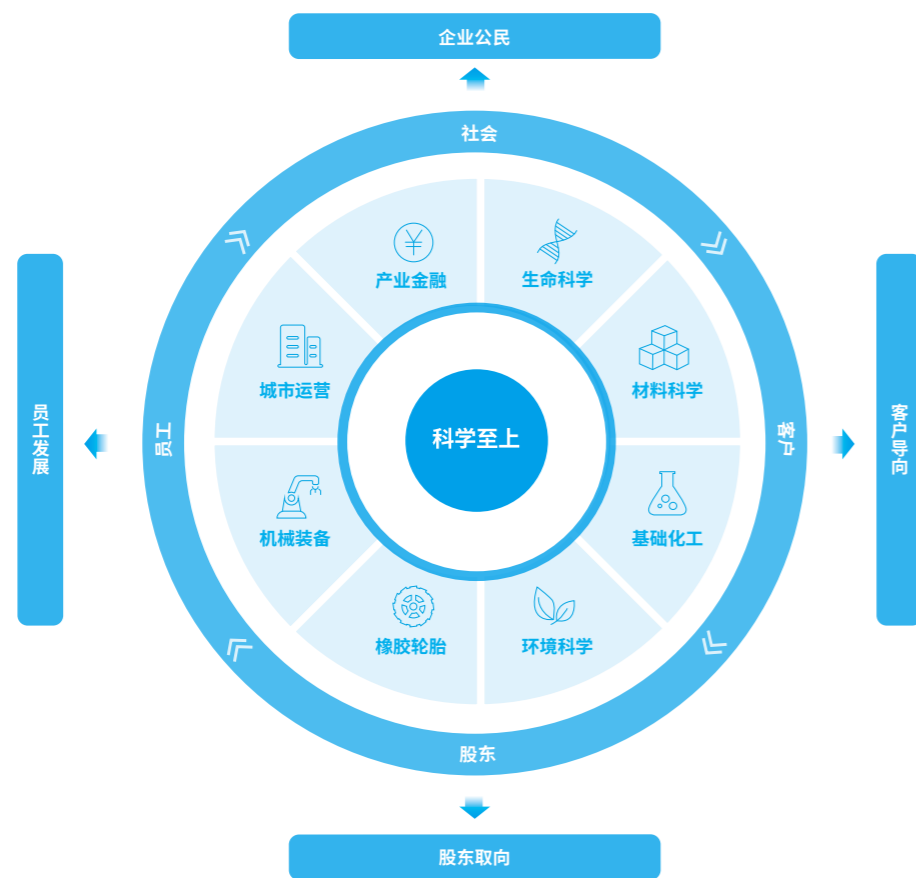 企业公民
社会
产业金融
生命科学
城市运营
材料科学
员工发展
员工
科学至上
客户
客户导向
机械装备
基础化工
橡胶轮胎
环境科学
股东
股东取向